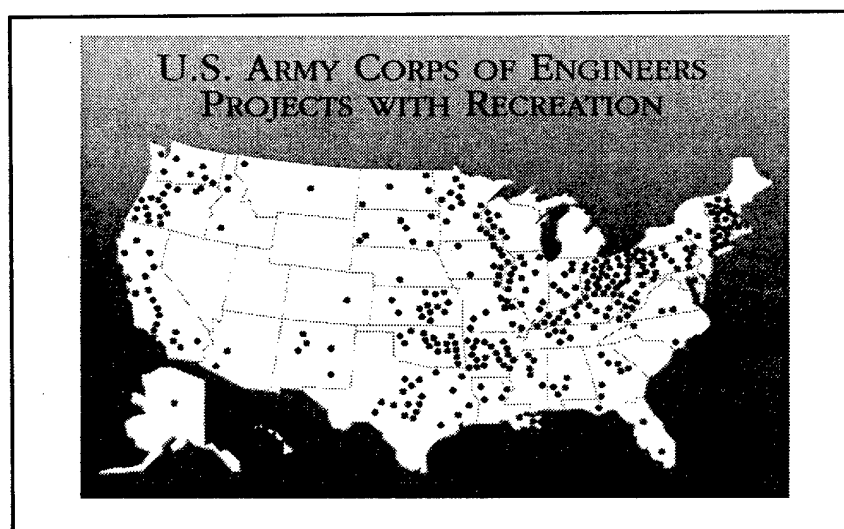 U.S. ARMY CORPS OF ENGINEERS
PROJECTS WITH RECREATION